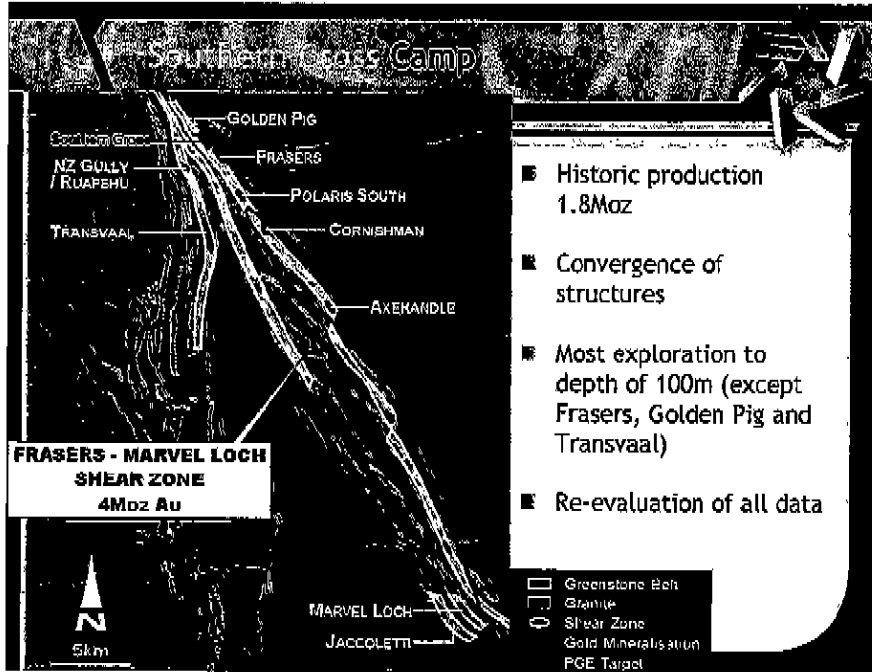 Southern Cross Camp
GOLDEN PIG
Southern Cross
FRASERS
NZ GULLY
/ RUAPEHU
POLARIS SOUTH
TRANSVAAL
CORNISHMAN
AXEHANDLE
FRASERS - MARVEL LOCH
SHEAR ZONE
4MOZ AU
MARVEL LOCH
JACCOLETTI
N
5km
Historic production
1.8Moz
Convergence of
structures
Most exploration to
depth of 100m (except
Frasers, Golden Pig and
Transvaal)
Re-evaluation of all data
Greenstone Belt
Granite
Shear Zone
Gold Mineralisation
PGE Target